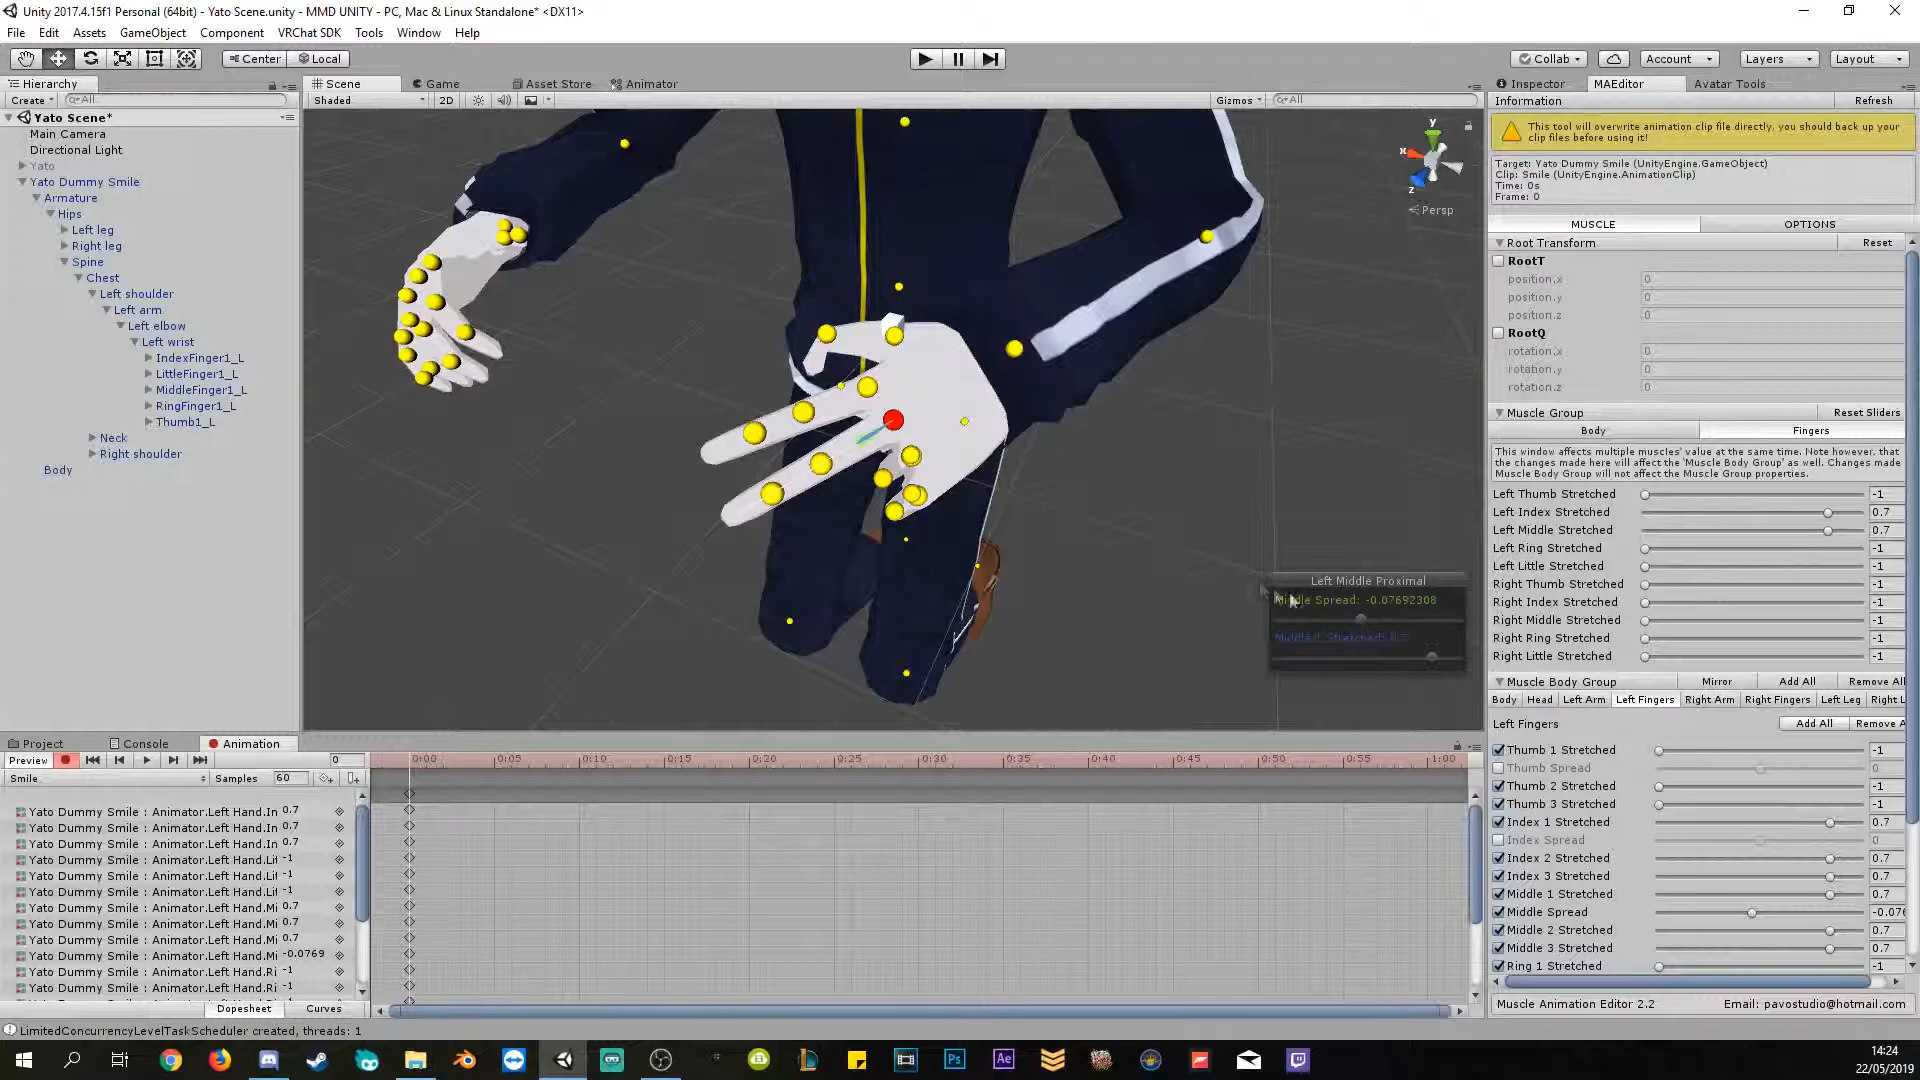 Unity 2017.4.15f1 Personal (64bit) - Yato Scene.unity - MMD UNITY - PC, Mac & Linux Standalone* <DX11>
File Edit Assets GameObject Component VRChat SDK Tools Window Help
Center Local Collab Account Layers Layout
Hierarchy
Create All
Yato Scene*
Main Camera
Directional Light
Yato
Yato Dummy Smile
Armature
Hips
Left leg
Right leg
Spine
Chest
Left shoulder
Left arm
Left elbow
Left wrist
IndexFinger1_L
LittleFinger1_L
MiddleFinger1_L
RingFinger1_L
Thumb1_L
Neck
Right shoulder
Body
Scene Game Asset Store Animator
Shaded 2D Gizmos All
y
x
z
Persp
Left Middle Proximal
Spread: -0.07692308
Inspector MAEditor Avatar Tools
Information Refresh
This tool will overwrite animation clip file directly, you should back up your
clip files before using it!
Target: Yato Dummy Smile (UnityEngine.GameObject)
Clip: Smile (UnityEngine.AnimationClip)
Time: 0s
Frame: 0
MUSCLE OPTIONS
Root Transform Reset
RootT
position.x 0
position.y 0
position.z 0
RootQ
rotation.x 0
rotation.y 0
rotation.z 0
Muscle Group Reset Sliders
Body Fingers
This window affects multiple muscles' value at the same time. Note however, that
the changes made here will affect the 'Muscle Body Group' as well. Changes made
Muscle Body Group will not affect the Muscle Group properties.
Left Thumb Stretched -1
Left Index Stretched 0.7
Left Middle Stretched 0.7
Left Ring Stretched -1
Left Little Stretched -1
Right Thumb Stretched -1
Right Index Stretched -1
Right Middle Stretched -1
Right Ring Stretched -1
Right Little Stretched -1
Muscle Body Group Mirror Add All Remove All
Body Head Left Arm Left Fingers Right Arm Right Fingers Left Leg Right L
Left Fingers Add All Remove A
Thumb 1 Stretched -1
Thumb Spread 0
Thumb 2 Stretched -1
Thumb 3 Stretched -1
Index 1 Stretched 0.7
Index Spread 0
Index 2 Stretched 0.7
Index 3 Stretched 0.7
Middle 1 Stretched 0.7
Middle Spread -0.076
Middle 2 Stretched 0.7
Middle 3 Stretched 0.7
Ring 1 Stretched -1
Muscle Animation Editor 2.2 Email: pavostudio@hotmail.com
Project Console Animation
Preview 0 0:00 0:05 0:10 0:15 0:20 0:25 0:30 0:35 0:40 0:45 0:50 0:55 1:00
Smile Samples 60
Yato Dummy Smile : Animator.Left Hand.In 0.7
Yato Dummy Smile : Animator.Left Hand.In 0.7
Yato Dummy Smile : Animator.Left Hand.In 0.7
Yato Dummy Smile : Animator.Left Hand.Lit -1
Yato Dummy Smile : Animator.Left Hand.Lit -1
Yato Dummy Smile : Animator.Left Hand.Lit -1
Yato Dummy Smile : Animator.Left Hand.Mi 0.7
Yato Dummy Smile : Animator.Left Hand.Mi 0.7
Yato Dummy Smile : Animator.Left Hand.Mi 0.7
Yato Dummy Smile : Animator.Left Hand.Mi -0.0769
Yato Dummy Smile : Animator.Left Hand.Ri -1
Yato Dummy Smile : Animator.Left Hand.Ri -1
Dopesheet Curves
LimitedConcurrencyLevelTaskScheduler created, threads: 1
Ps Ae
14:24
22/05/2019